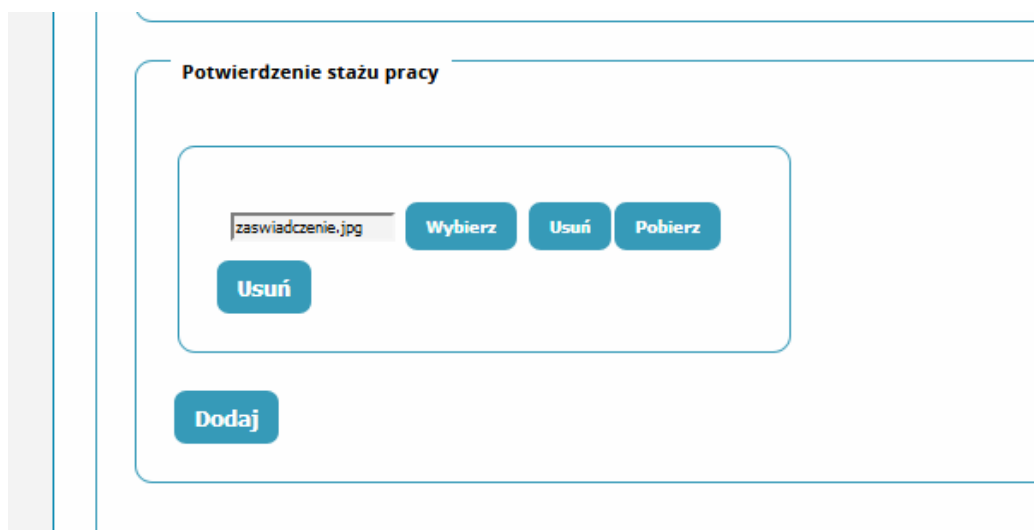 Potwierdzenie stażu pracy
zaswiadczenie.jpg Wybierz Usuń Pobierz
Usuń
Dodaj